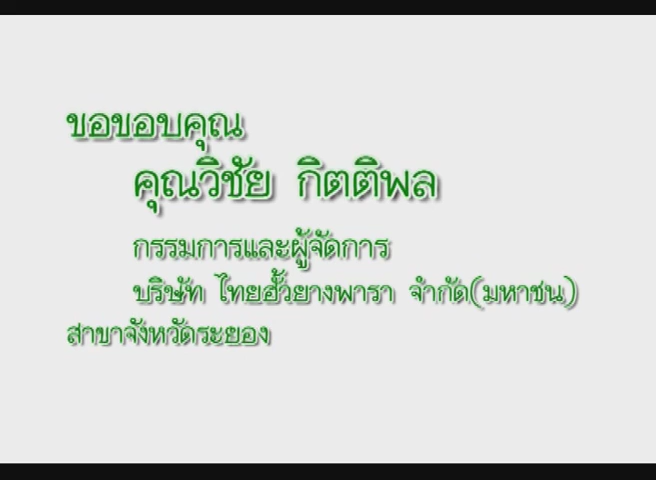 ขอขอบคุณ
คุณวิชัย กิตติพล
กรรมการและผู้จัดการ
บริษัท ไทยฮั้วยางพารา จำกัด(มหาชน)
สาขาจังหวัดระยอง